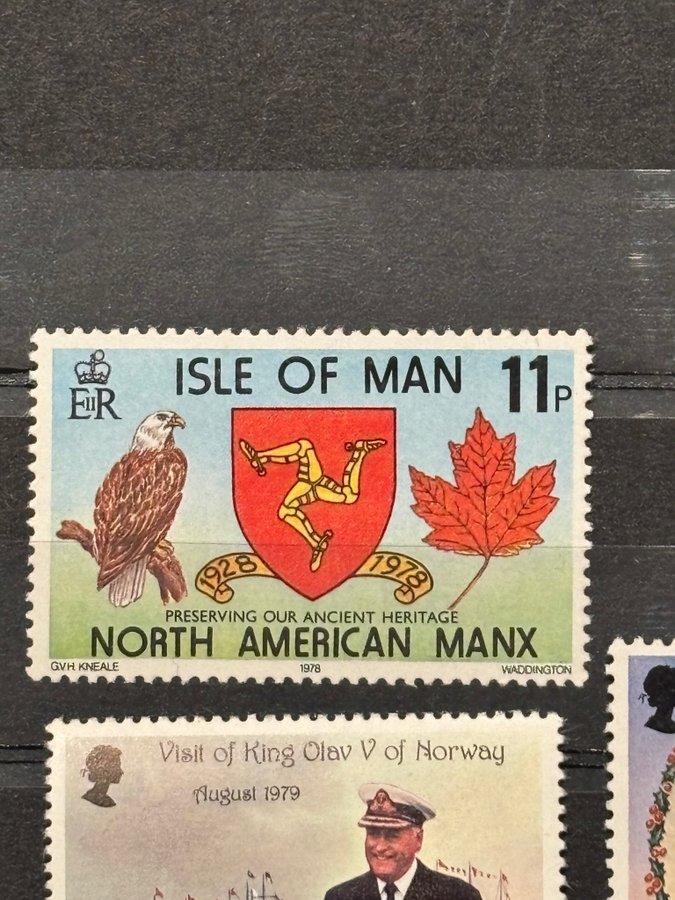 EIIR
ISLE OF MAN
11P
1928
1978
PRESERVING OUR ANCIENT HERITAGE
NORTH AMERICAN MANX
G.V.H. KNEALE
1978
WADDINGTON
Visit of King Olav V of Norway
August 1979